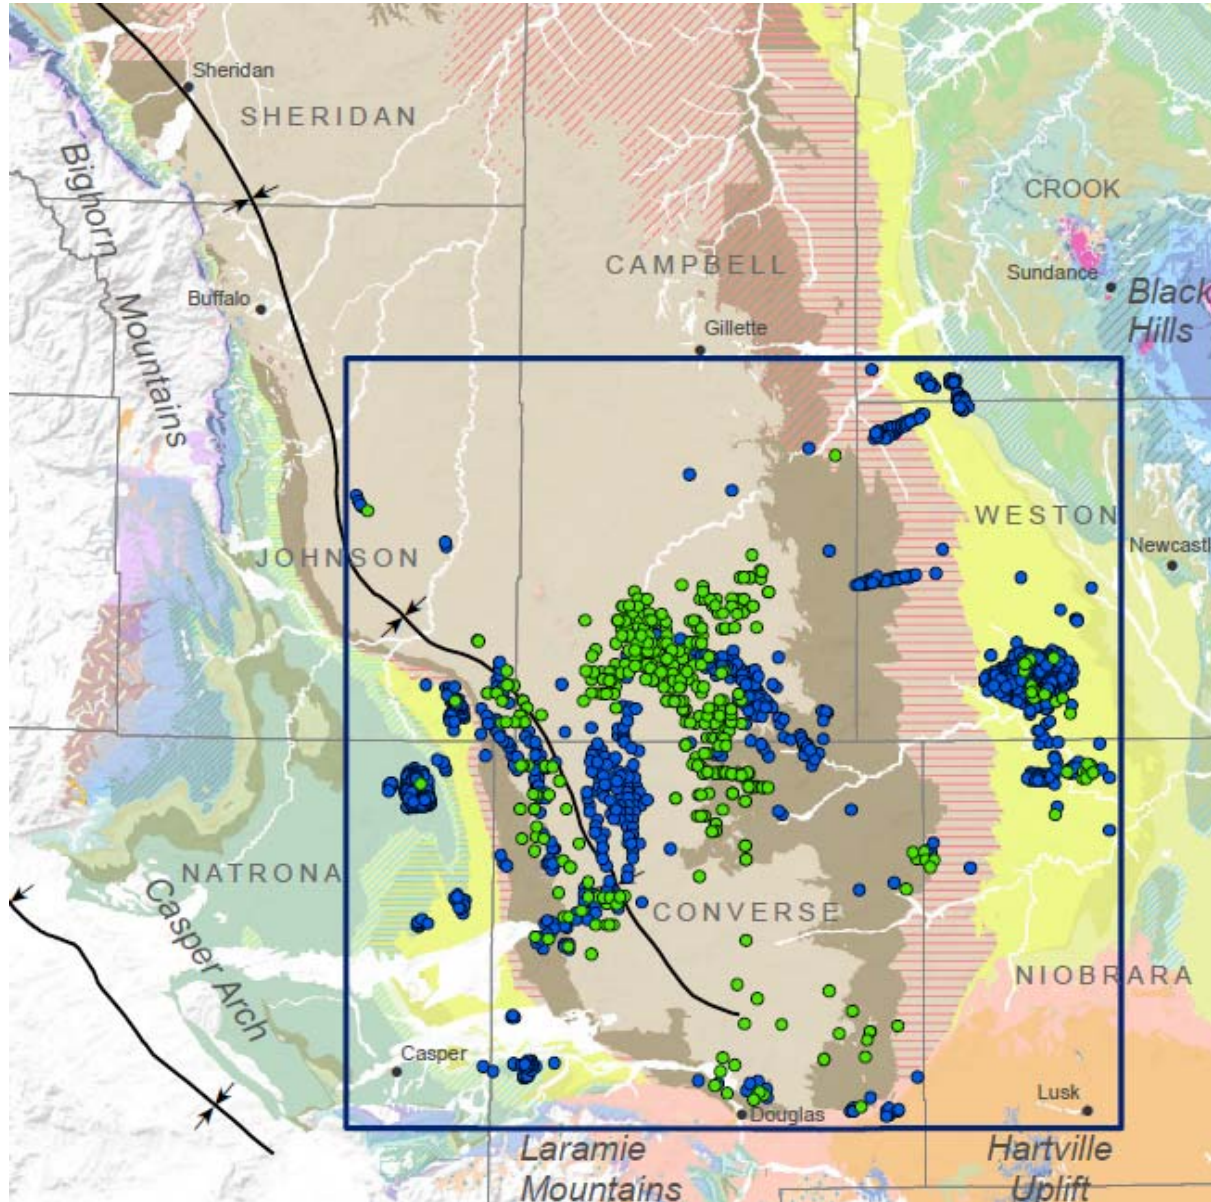 Sheridan
SHERIDAN
Bighorn
Mountains
CROOK
CAMPBELL
Sundance
Black
Hills
Buffalo
Gillette
WESTON
JOHNSON
Newcastl
NATRONA
Casper Arch
CONVERSE
NIOBRARA
Casper
Lusk
Douglas
Laramie
Mountains
Hartville
Uplift